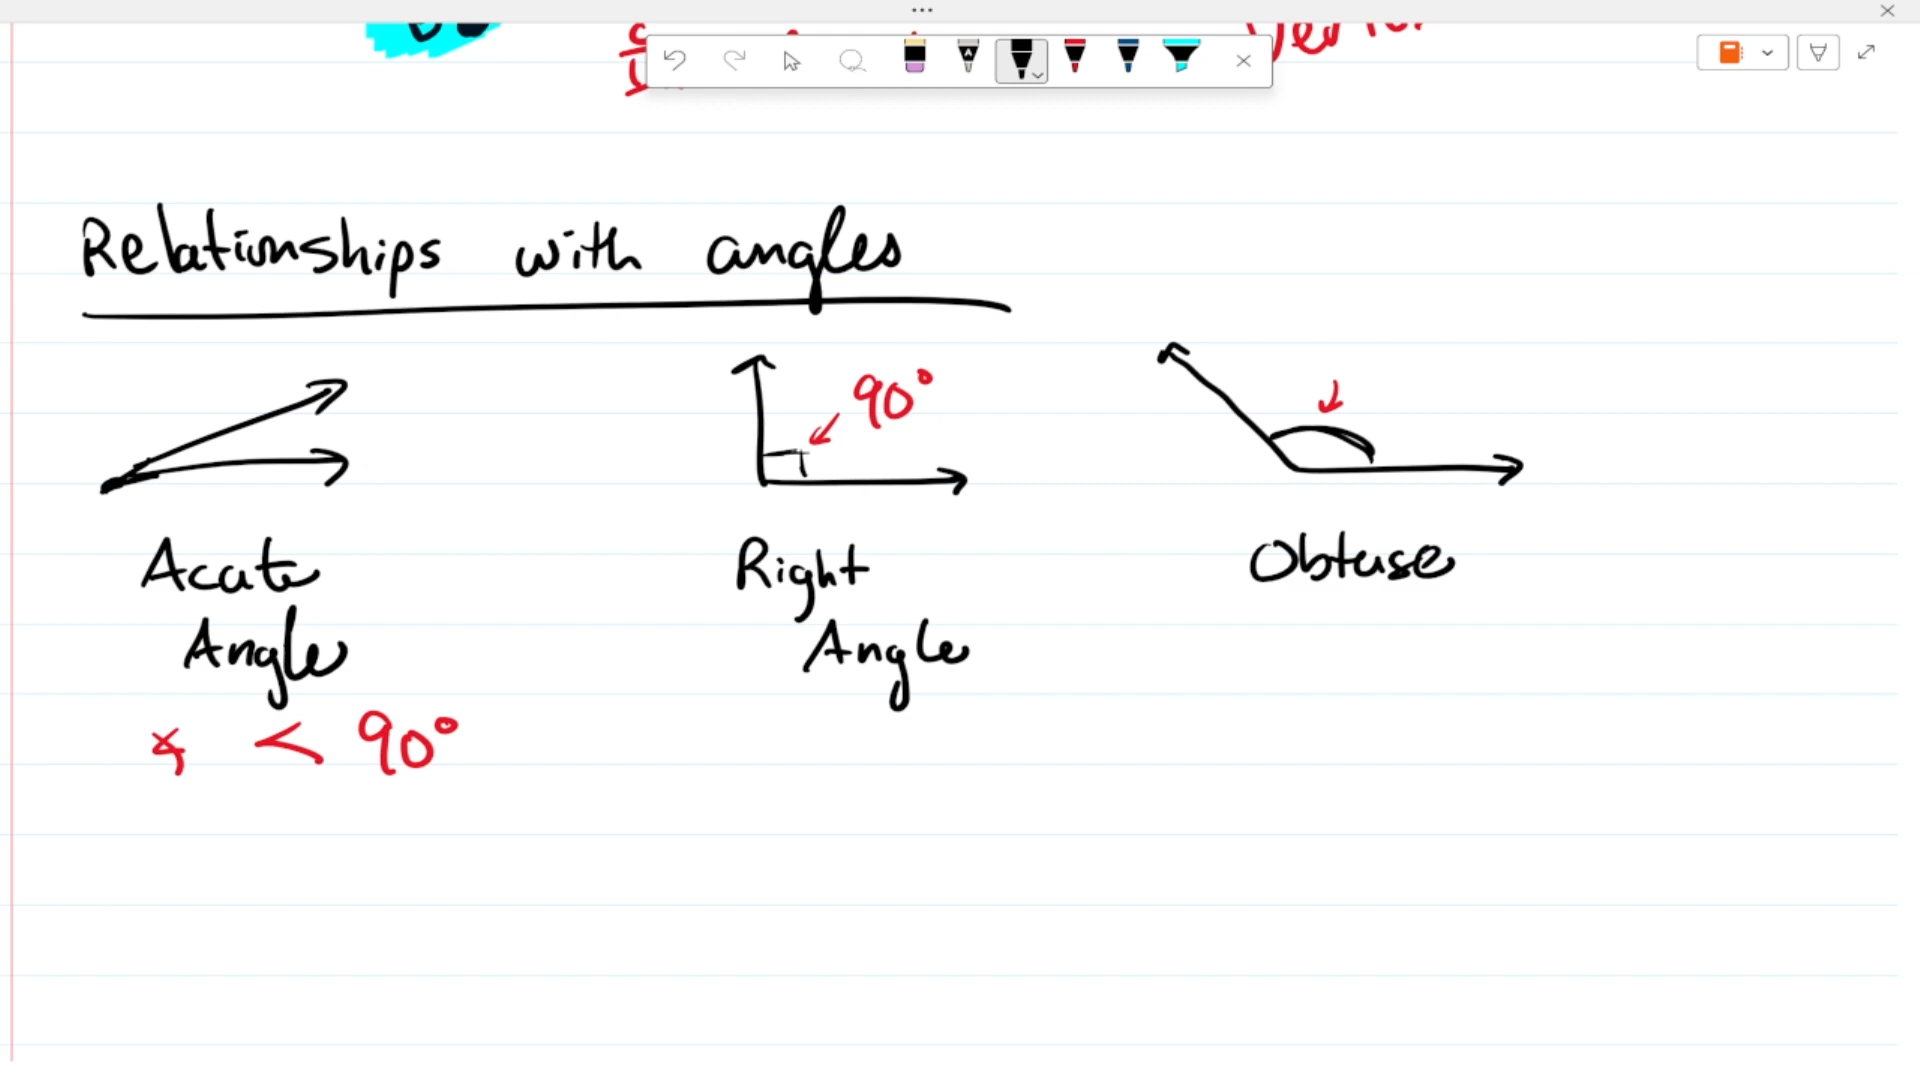 Relationships with angles
90°
Acute
Angle
∡ < 90°
Right
Angle
Obtuse